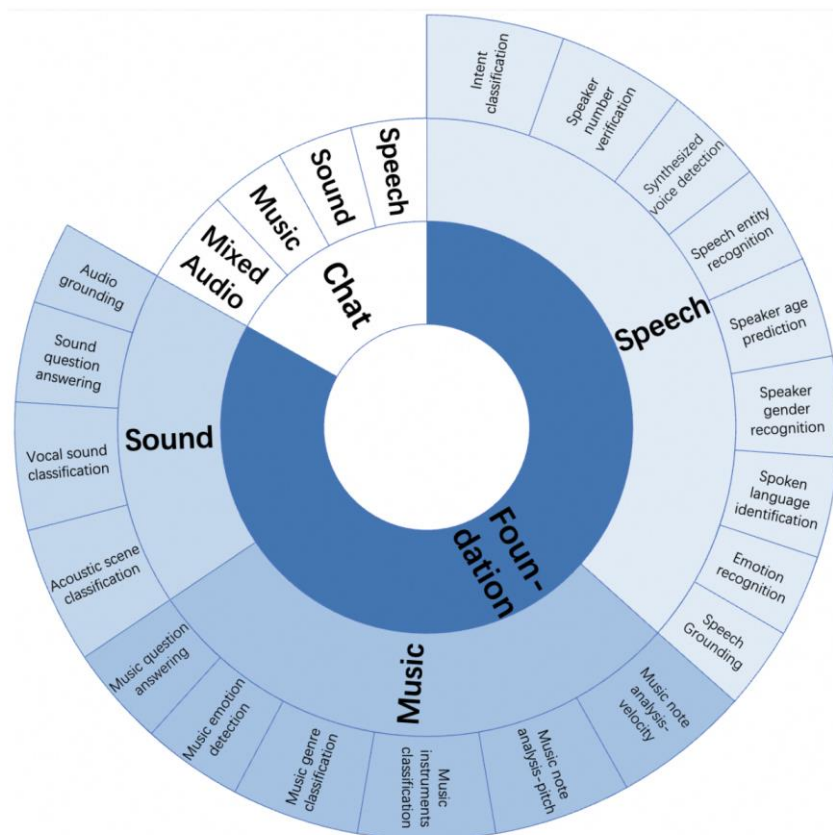 Intent
classification
Speaker
number
verification
Synthesized
voice detection
Speech entity
recognition
Speaker age
prediction
Speaker
gender
recognition
Spoken
language
identification
Emotion
recognition
Speech
Grounding
Speech
Music note
analysis-
velocity
Music note
analysis-pitch
Music
instruments
classification
Music genre
classification
Music emotion
detection
Music question
answering
Music
Acoustic scene
classification
Vocal sound
classification
Sound
question
answering
Audio
grounding
Sound
Foun-
dation
Mixed
Audio
Music
Sound
Speech
Chat